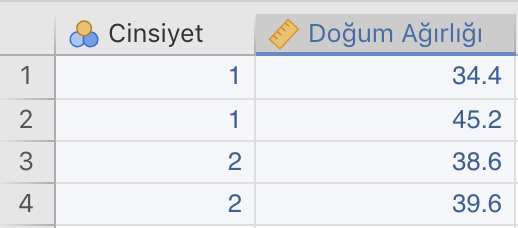 Cinsiyet Doğum Ağırlığı
1 1 34.4
2 1 45.2
3 2 38.6
4 2 39.6